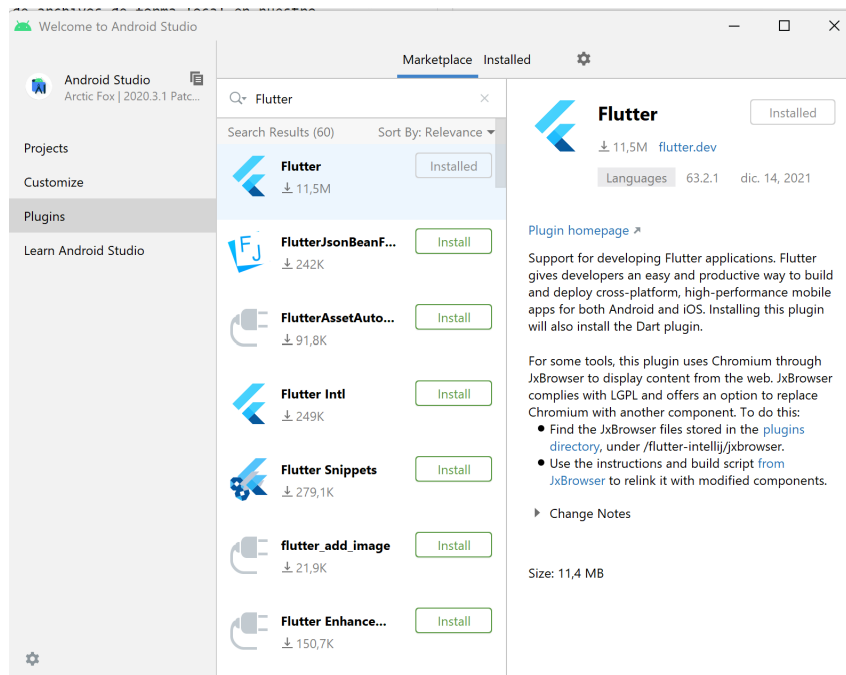 Welcome to Android Studio
Android Studio
Arctic Fox | 2020.3.1 Patc...
Projects
Customize
Plugins
Learn Android Studio
Marketplace Installed
Flutter
Search Results (60) Sort By: Relevance
Flutter
11,5M
Installed
FlutterJsonBeanF...
242K
Install
FlutterAssetAuto...
91,8K
Install
Flutter Intl
249K
Install
Flutter Snippets
279,1K
Install
flutter_add_image
21,9K
Install
Flutter Enhance...
150,7K
Install
Flutter
Installed
11,5M flutter.dev
Languages 63.2.1 dic. 14, 2021
Plugin homepage
Support for developing Flutter applications. Flutter
gives developers an easy and productive way to build
and deploy cross-platform, high-performance mobile
apps for both Android and iOS. Installing this plugin
will also install the Dart plugin.
For some tools, this plugin uses Chromium through
JxBrowser to display content from the web. JxBrowser
complies with LGPL and offers an option to replace
Chromium with another component. To do this:
Find the JxBrowser files stored in the plugins
directory, under /flutter-intellij/jxbrowser.
Use the instructions and build script from
JxBrowser to relink it with modified components.
Change Notes
Size: 11,4 MB